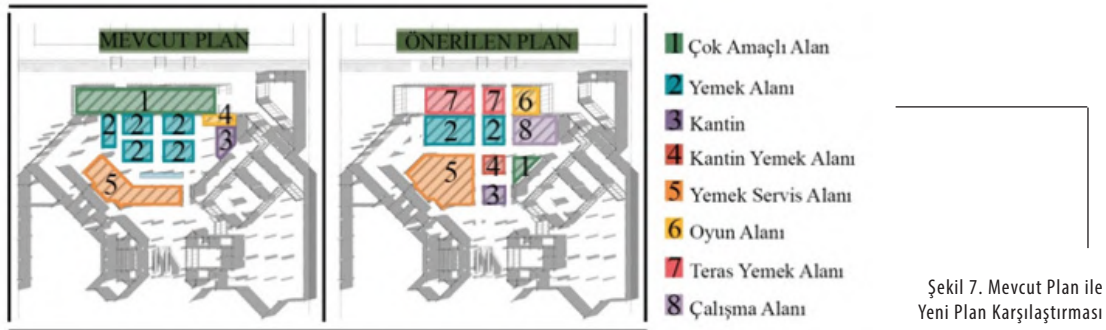 MEVCUT PLAN
1
4
2 2 2
3
2 2
5
ÖNERİLEN PLAN
7 7 6
2 2 8
5 4 1
3
1 Çok Amaçlı Alan
2 Yemek Alanı
3 Kantin
4 Kantin Yemek Alanı
5 Yemek Servis Alanı
6 Oyun Alanı
7 Teras Yemek Alanı
8 Çalışma Alanı
Şekil 7. Mevcut Plan ile
Yeni Plan Karşılaştırması